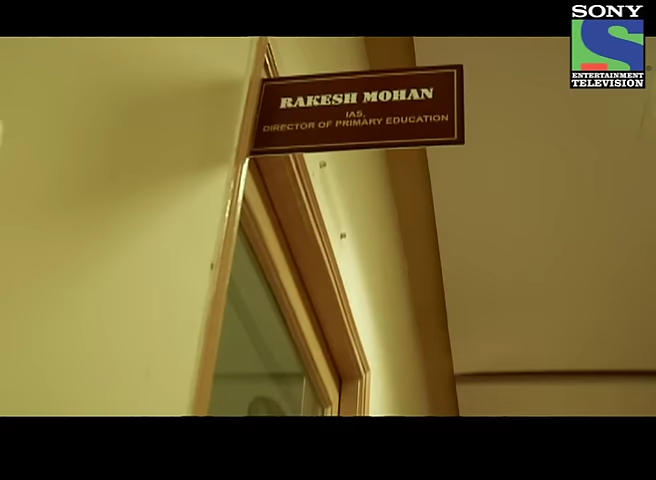 SONY
ENTERTAINMENT
TELEVISION
RAKESH MOHAN
IAS,
DIRECTOR OF PRIMARY EDUCATION